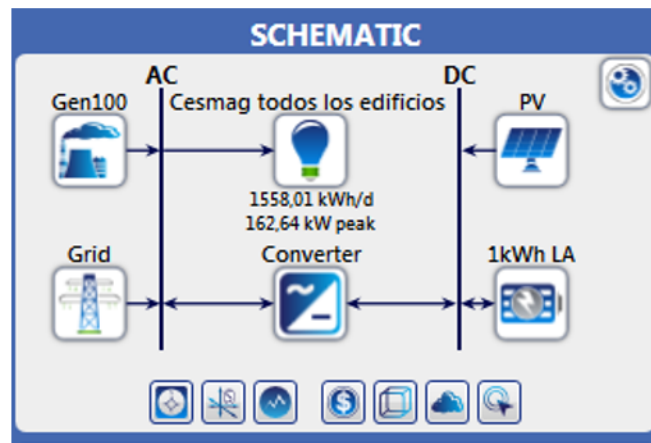 SCHEMATIC
AC
DC
Gen100
Cesmag todos los edificios
PV
1558,01 kWh/d
162,64 kW peak
Grid
Converter
1kWh LA